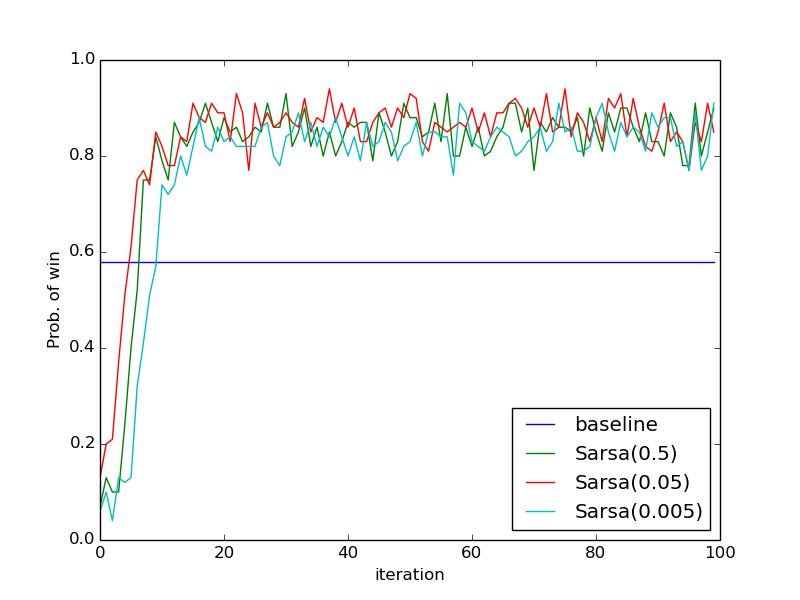 1.0
0.8
0.6
0.4
0.2
0.0
Prob. of win
0 20 40 60 80 100
iteration
baseline
Sarsa(0.5)
Sarsa(0.05)
Sarsa(0.005)